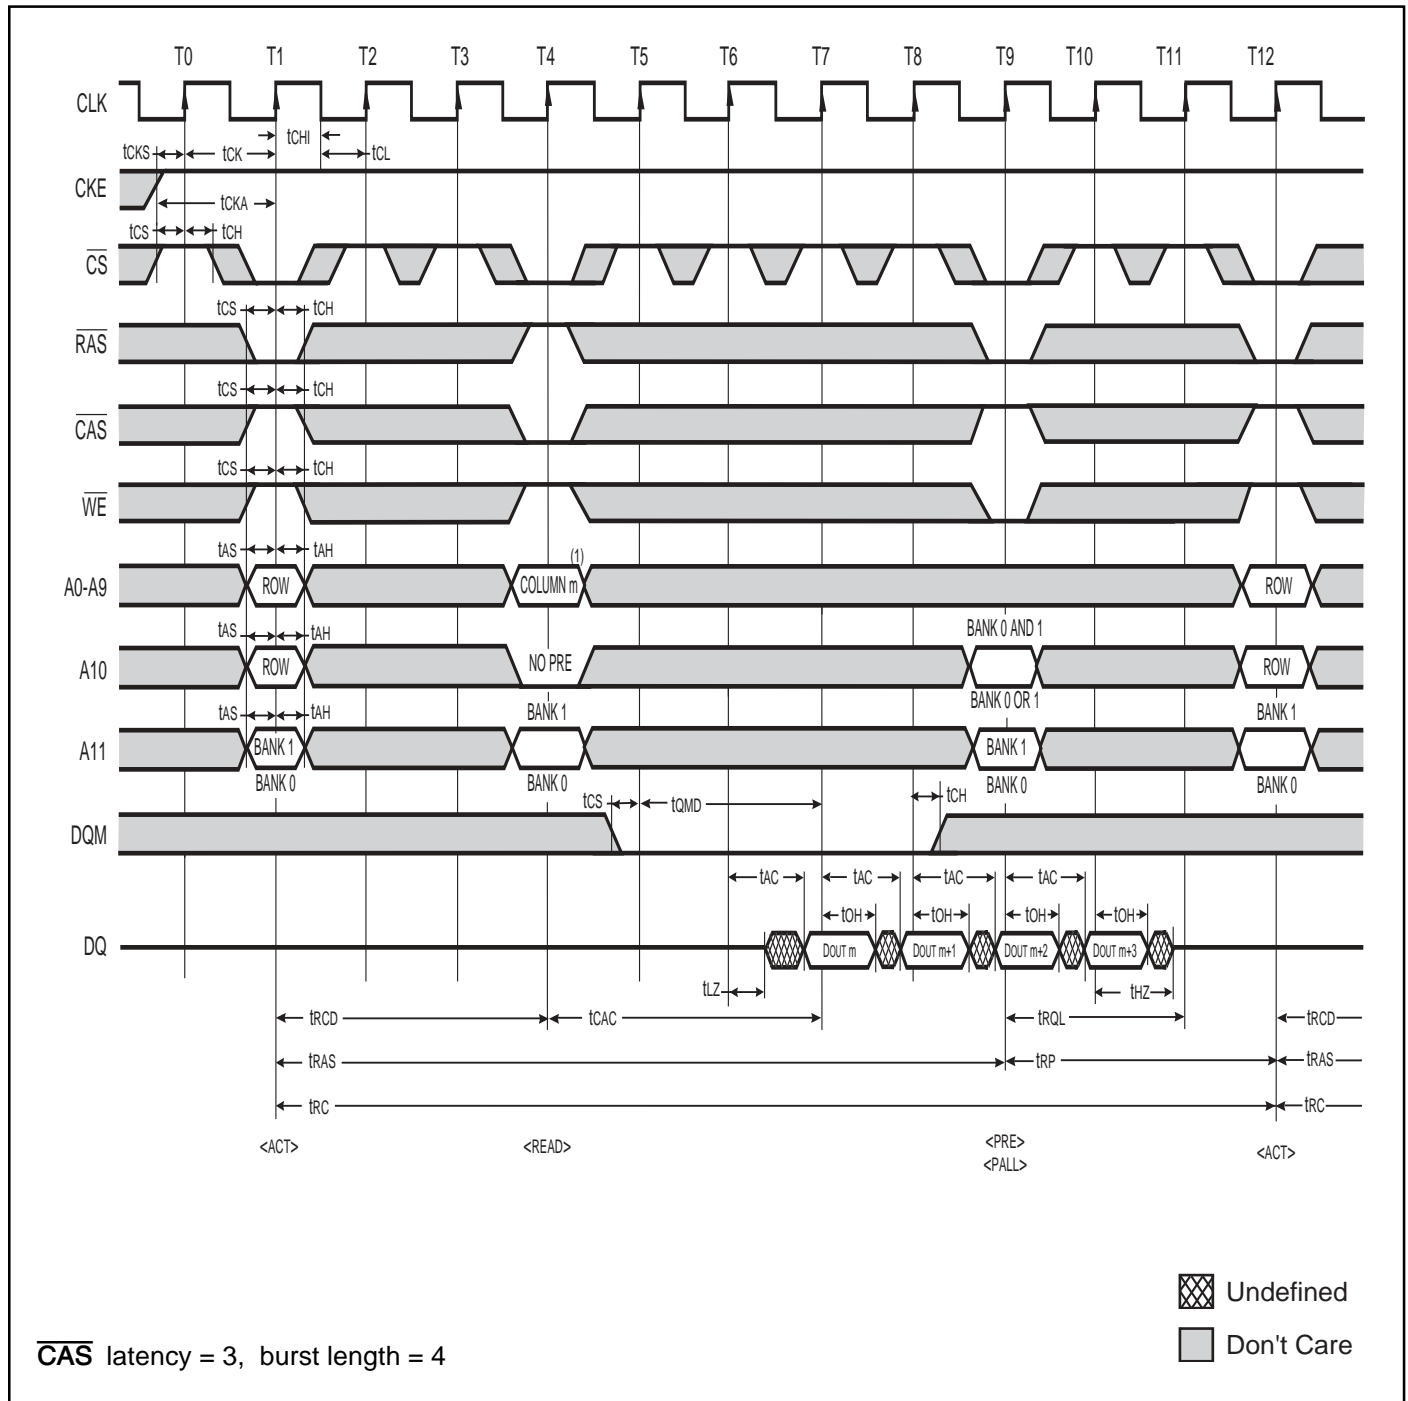 T0 T1 T2 T3 T4 T5 T6 T7 T8 T9 T10 T11 T12
CLK
tCHI
tCKS tCK tCL
CKE
tCKA
tCS tCH
CS
tCS tCH
RAS
tCS tCH
CAS
tCS tCH
WE
tAS tAH (1)
A0-A9 ROW COLUMN m ROW
tAS tAH BANK 0 AND 1
A10 ROW NO PRE ROW
BANK 0 OR 1
tAS tAH BANK 1 BANK 1
A11 BANK 1 BANK 1
BANK 0 BANK 0 BANK 0 BANK 0
tCS tQMD tCH
DQM
tAC tAC tAC tAC
tOH tOH tOH tOH
DQ DOUT m DOUT m+1 DOUT m+2 DOUT m+3
tLZ tHZ
tRCD tCAC tRQL tRCD
tRAS tRP tRAS
tRC tRC
<ACT> <READ> <PRE> <ACT>
<PALL>
Undefined
Don't Care
CAS latency = 3, burst length = 4